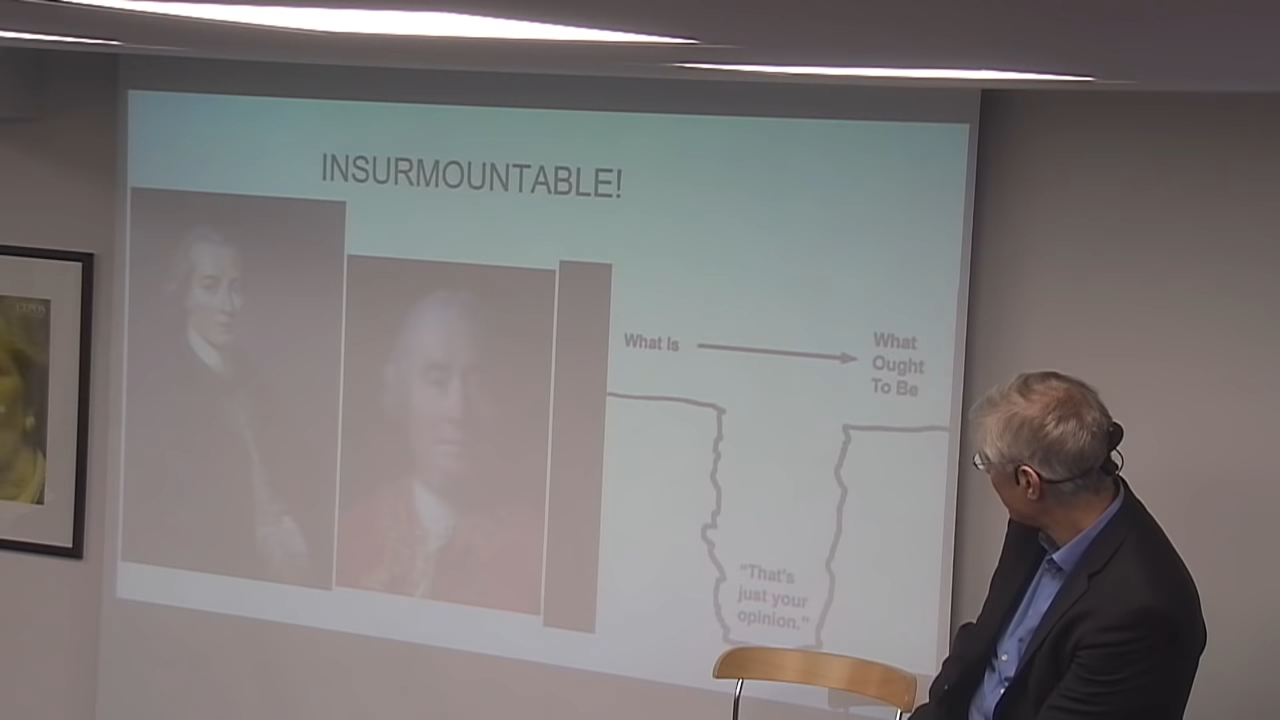 INSURMOUNTABLE!
What Is
What
Ought
To Be
"That's
just your
opinion."